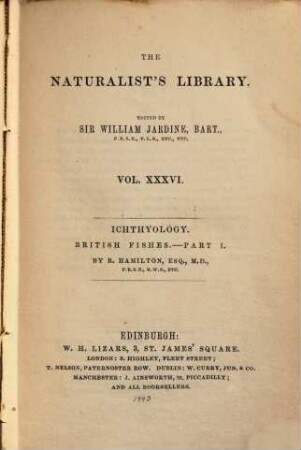 THE
NATURALIST'S LIBRARY.
EDITED BY
SIR WILLIAM JARDINE, BART.,
F.R.S.E., F.L.S., ETC., ETC.
VOL. XXXVI.
ICHTHYOLOGY.
BRITISH FISHES.—PART I.
BY R. HAMILTON, ESQ., M.D.,
F.R.S.E., M.W.S., ETC.
EDINBURGH:
W. H. LIZARS, 3, ST. JAMES' SQUARE.
LONDON: S. HIGHLEY, FLEET STREET;
T. NELSON, PATERNOSTER ROW. DUBLIN: W. CURRY, JUN. & CO.
MANCHESTER: J. AINSWORTH, 93, PICCADILLY;
AND ALL BOOKSELLERS.
1843